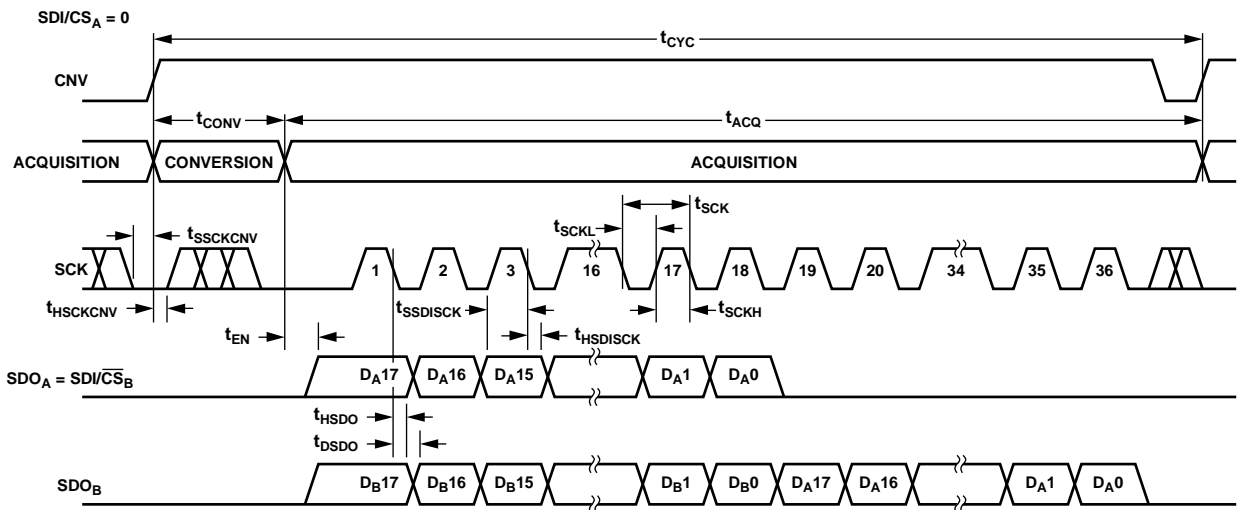 SDI/CSA = 0
tCYC
CNV
tCONV
tACQ
ACQUISITION
CONVERSION
ACQUISITION
tSCK
tSSCKCNV
tSCKL
SCK
1 2 3 16 17 18 19 20 34 35 36
tHSCKCNV
tSSDISCK
tSCKH
tEN
tHSDISCK
SDOA = SDI/CSB
DA17 DA16 DA15 DA1 DA0
tHSDO
tDSDO
SDOB
DB17 DB16 DB15 DB1 DB0 DA17 DA16 DA1 DA0